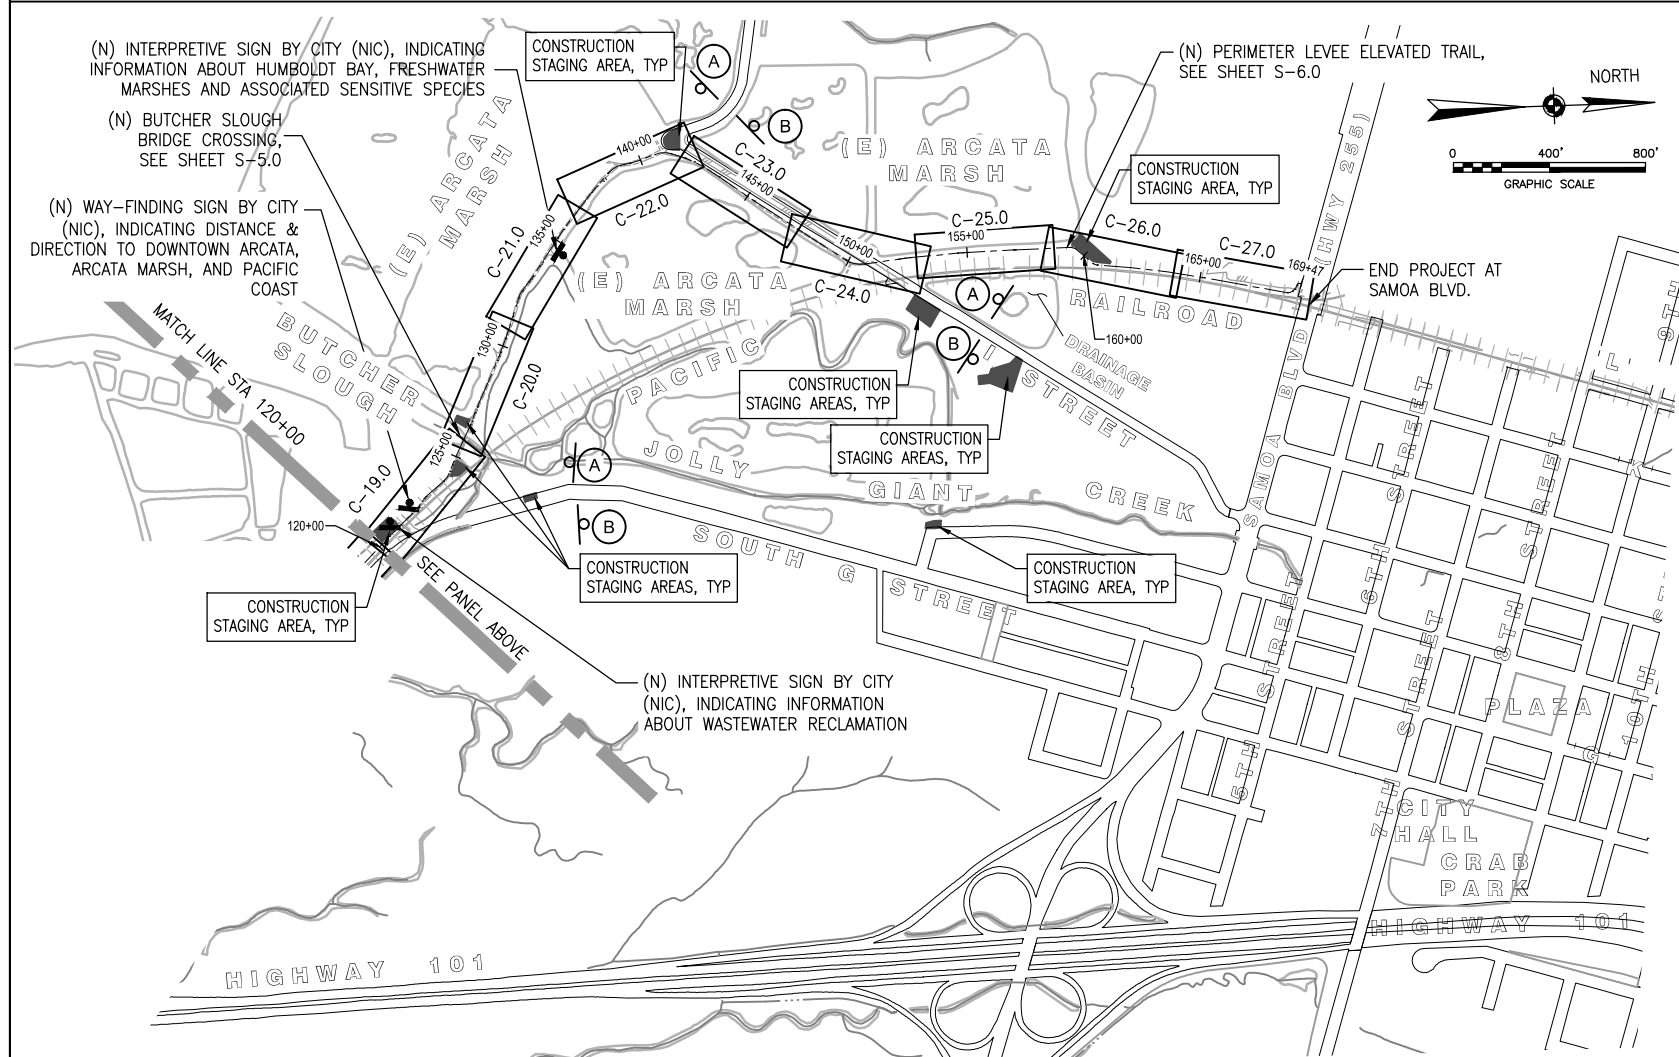 (N) INTERPRETIVE SIGN BY CITY (NIC), INDICATING
INFORMATION ABOUT HUMBOLDT BAY, FRESHWATER
MARSHES AND ASSOCIATED SENSITIVE SPECIES
(N) BUTCHER SLOUGH
BRIDGE CROSSING,
SEE SHEET S-5.0
(N) WAY-FINDING SIGN BY CITY
(NIC), INDICATING DISTANCE &
DIRECTION TO DOWNTOWN ARCATA,
ARCATA MARSH, AND PACIFIC
COAST
CONSTRUCTION
STAGING AREA, TYP
A
B
(N) PERIMETER LEVEE ELEVATED TRAIL,
SEE SHEET S-6.0
NORTH
0 400' 800'
GRAPHIC SCALE
(HWY 255)
(E) ARCATA
MARSH
(E) ARCATA
MARSH
(E) ARCATA
MARSH
CONSTRUCTION
STAGING AREA, TYP
140+00
C-22.0
C-23.0
145+00
C-21.0
135+00
150+00
C-24.0
C-25.0
155+00
C-26.0
C-27.0
165+00
169+47
160+00
END PROJECT AT
SAMOA BLVD.
130+00
C-20.0
125+00
C-19.0
120+00
MATCH LINE STA 120+00
SEE PANEL ABOVE
BUTCHER
SLOUGH
PACIFIC
RAILROAD
A
B
DRAINAGE
BASIN
I STREET
CONSTRUCTION
STAGING AREAS, TYP
CONSTRUCTION
STAGING AREAS, TYP
A
B
JOLLY
GIANT
CREEK
SOUTH G STREET
SAMOA BLVD
CONSTRUCTION
STAGING AREAS, TYP
CONSTRUCTION
STAGING AREA, TYP
CONSTRUCTION
STAGING AREA, TYP
(N) INTERPRETIVE SIGN BY CITY
(NIC), INDICATING INFORMATION
ABOUT WASTEWATER RECLAMATION
5TH STREET
6TH STREET
7TH STREET
8TH STREET
9TH
10TH
G
K
L
PLAZA
CITY
HALL
CRAB
PARK
HIGHWAY 101
HIGHWAY 101